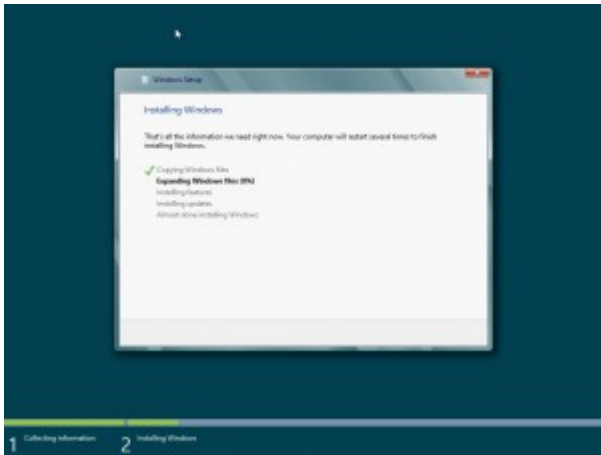 Windows Setup
Installing Windows
That's all the information we need right now. Your computer will restart several times to finish
installing Windows.
Copying Windows files
Expanding Windows files (0%)
Installing features
Installing updates
Almost done installing Windows
1 Collecting information
2 Installing Windows